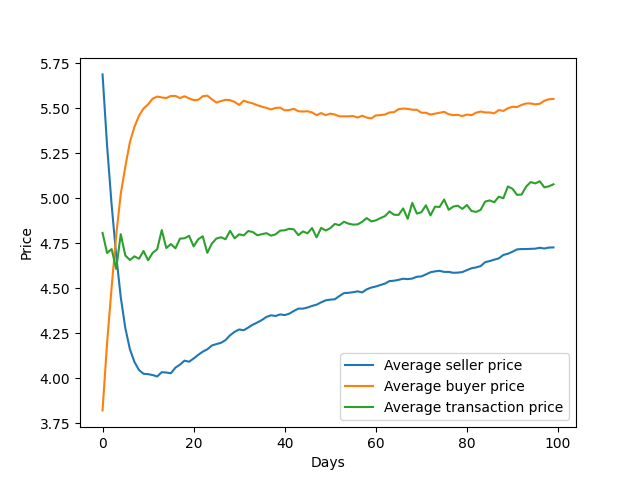 5.75
5.50
5.25
5.00
4.75
4.50
4.25
4.00
3.75
Price
Average seller price
Average buyer price
Average transaction price
0 20 40 60 80 100
Days